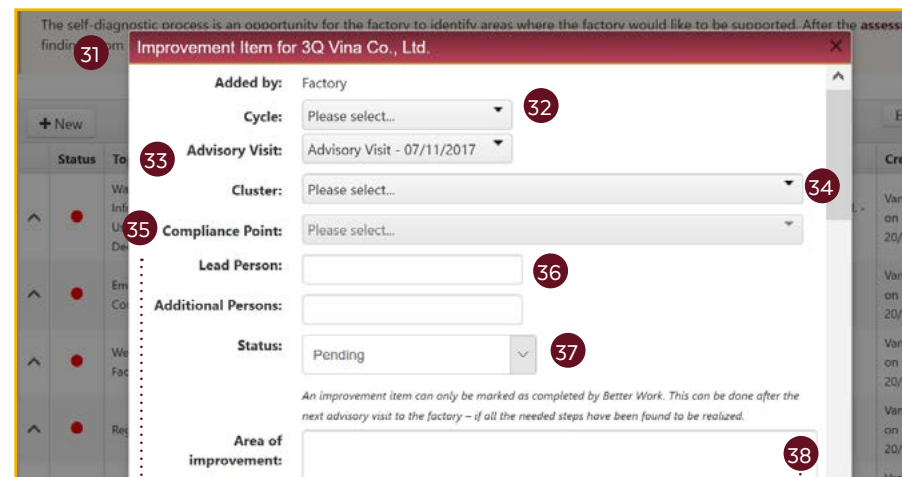 The self-diagnostic process is an opportunity for the factory to identify areas where the factory would like to be supported. After the
31
Improvement Item for 3Q Vina Co., Ltd.
×
Added by: Factory
Cycle: Please select... 32
+ New
33 Advisory Visit: Advisory Visit - 07/11/2017
Status
Cluster: Please select... 34
35 Compliance Point: Please select...
Lead Person: 36
Additional Persons:
Status: Pending 37
An improvement item can only be marked as completed by Better Work. This can be done after the
next advisory visit to the factory – if all the needed steps have been found to be realized.
Area of
improvement: 38